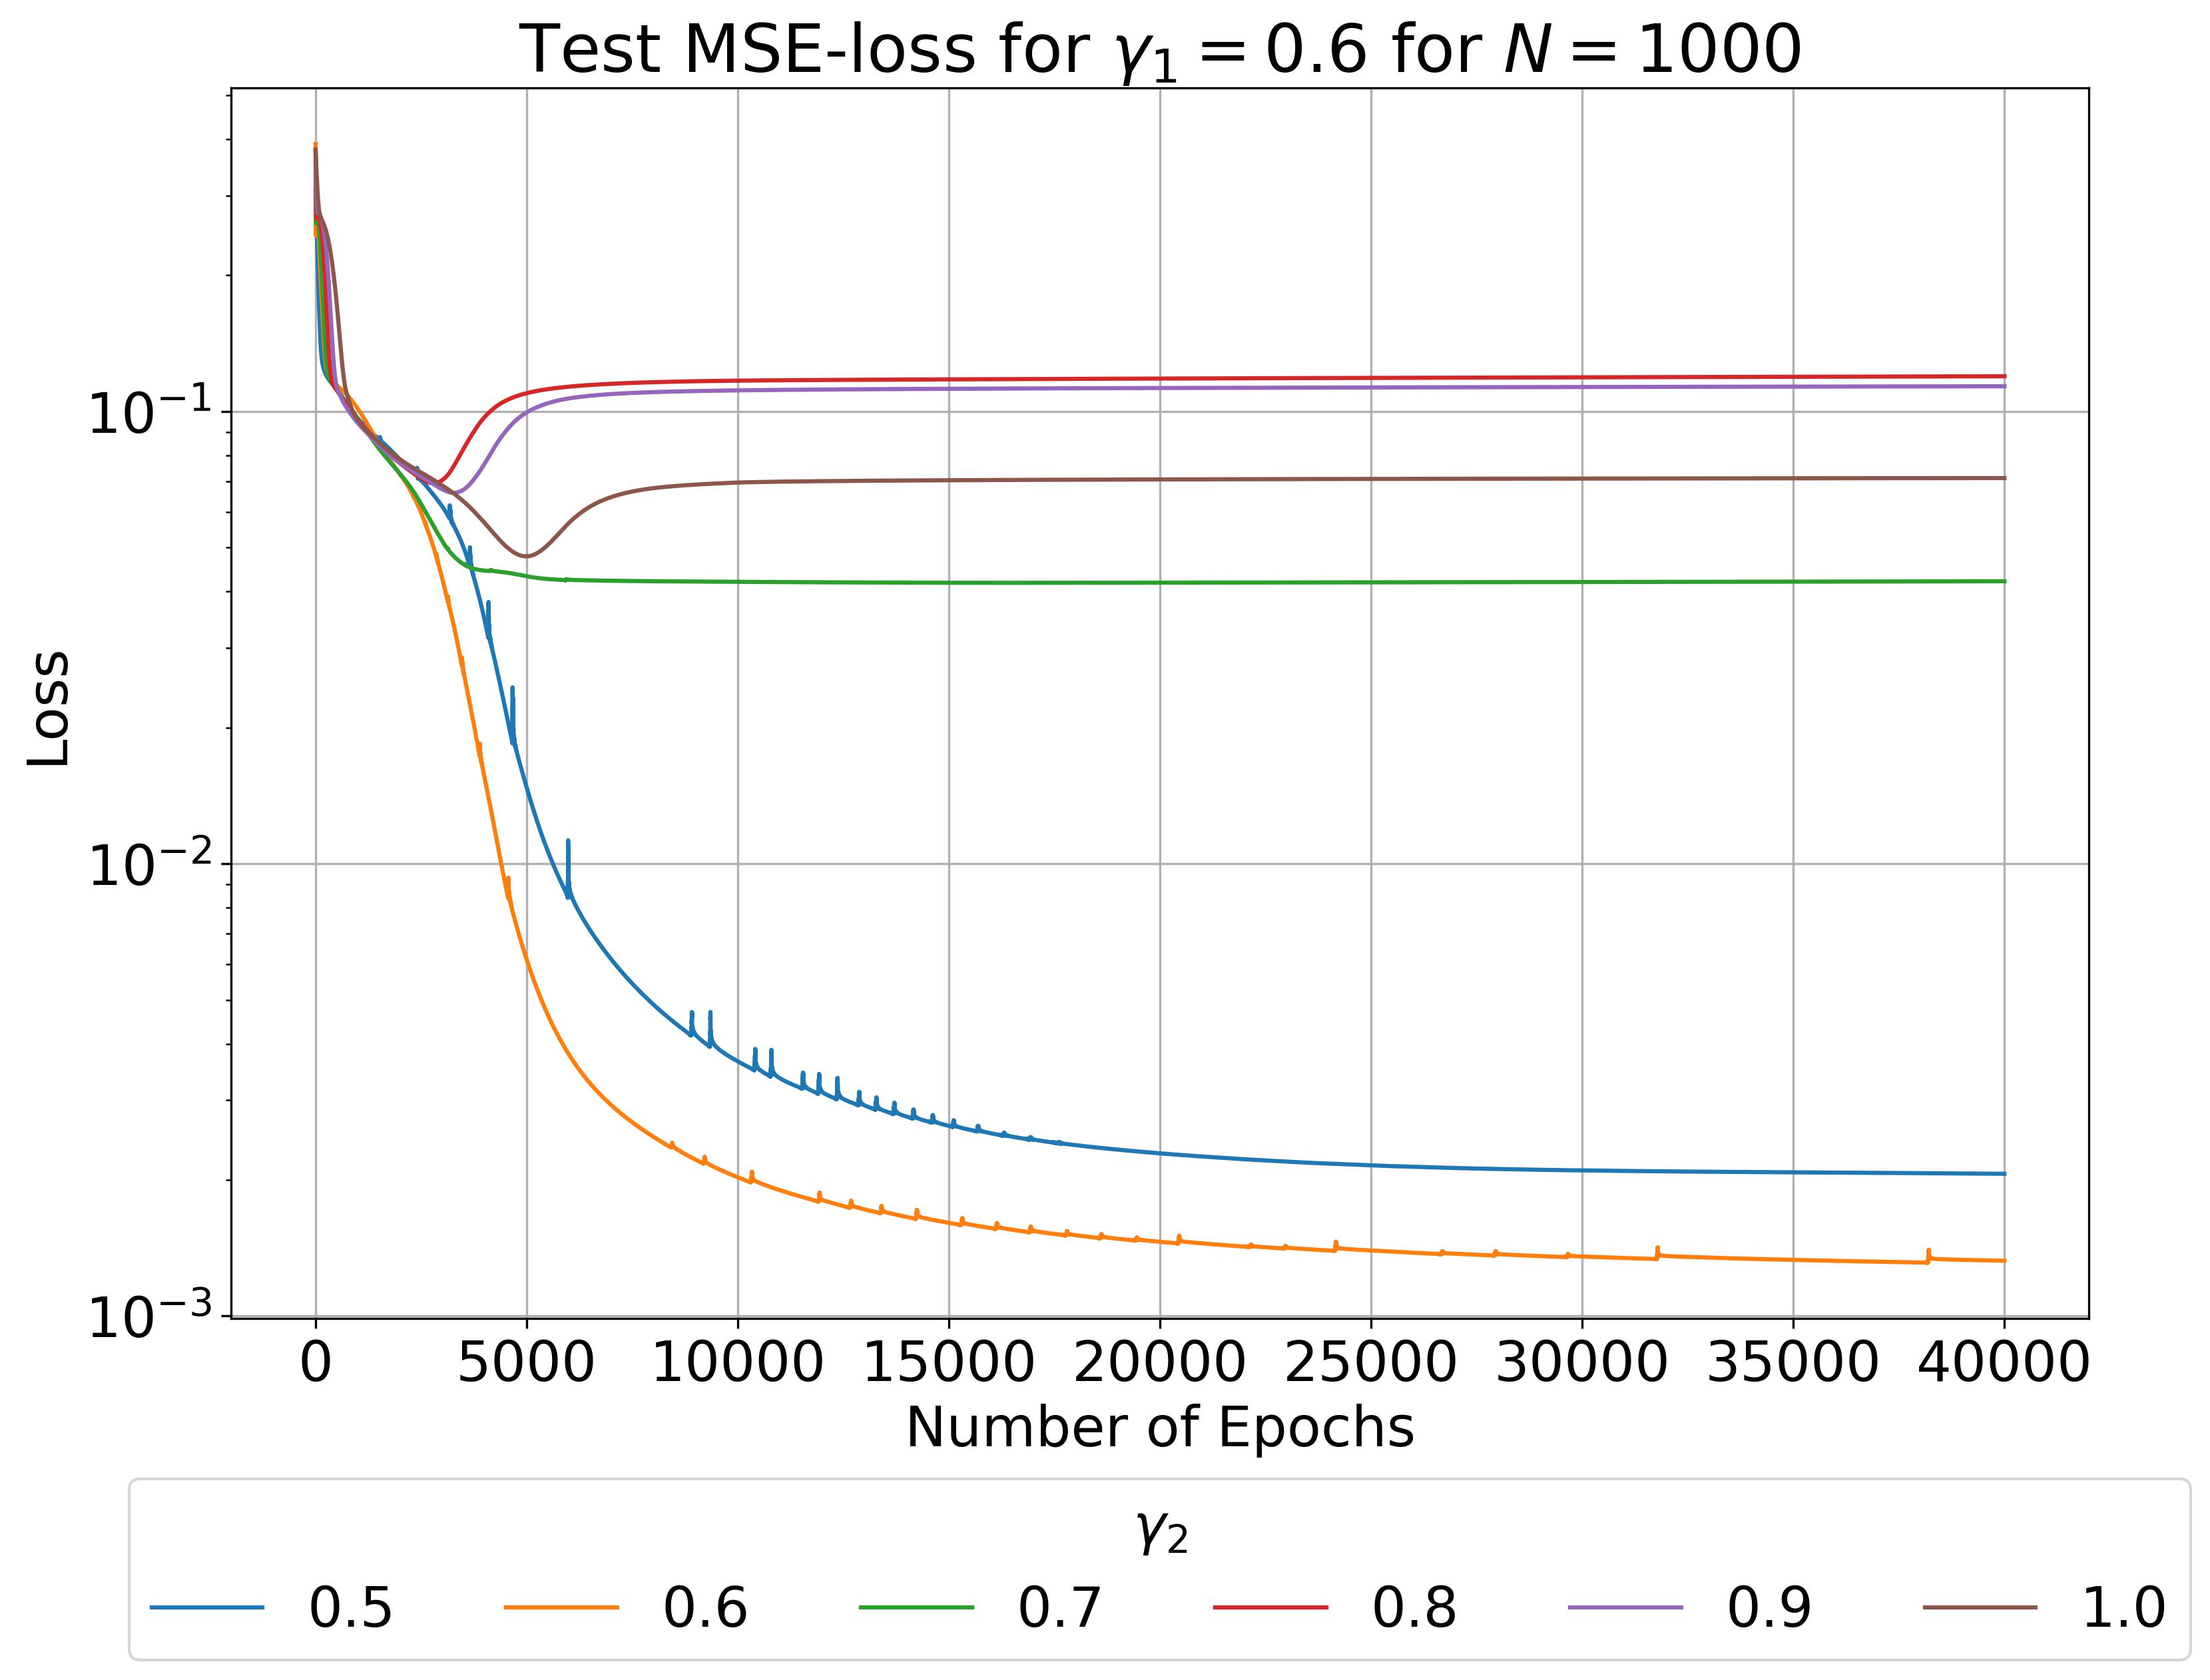 Test MSE-loss for γ₁ = 0.6 for N = 1000
Loss
10⁻¹
10⁻²
10⁻³
0 5000 10000 15000 20000 25000 30000 35000 40000
Number of Epochs
γ₂
0.5 0.6 0.7 0.8 0.9 1.0